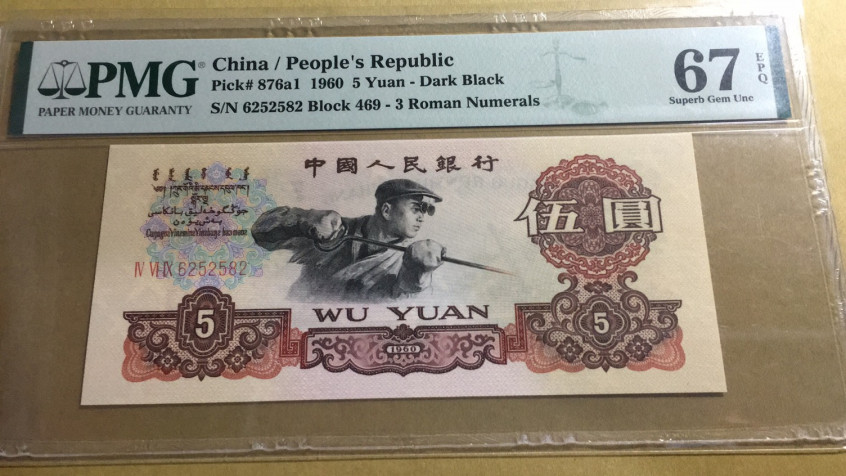 PMG
PAPER MONEY GUARANTY
China / People's Republic
Pick# 876a1 1960 5 Yuan - Dark Black
S/N 6252582 Block 469 - 3 Roman Numerals
67 EPQ
Superb Gem Unc
中國人民銀行
伍圓
IV VI IX 6252582
5
WU YUAN
5
1960